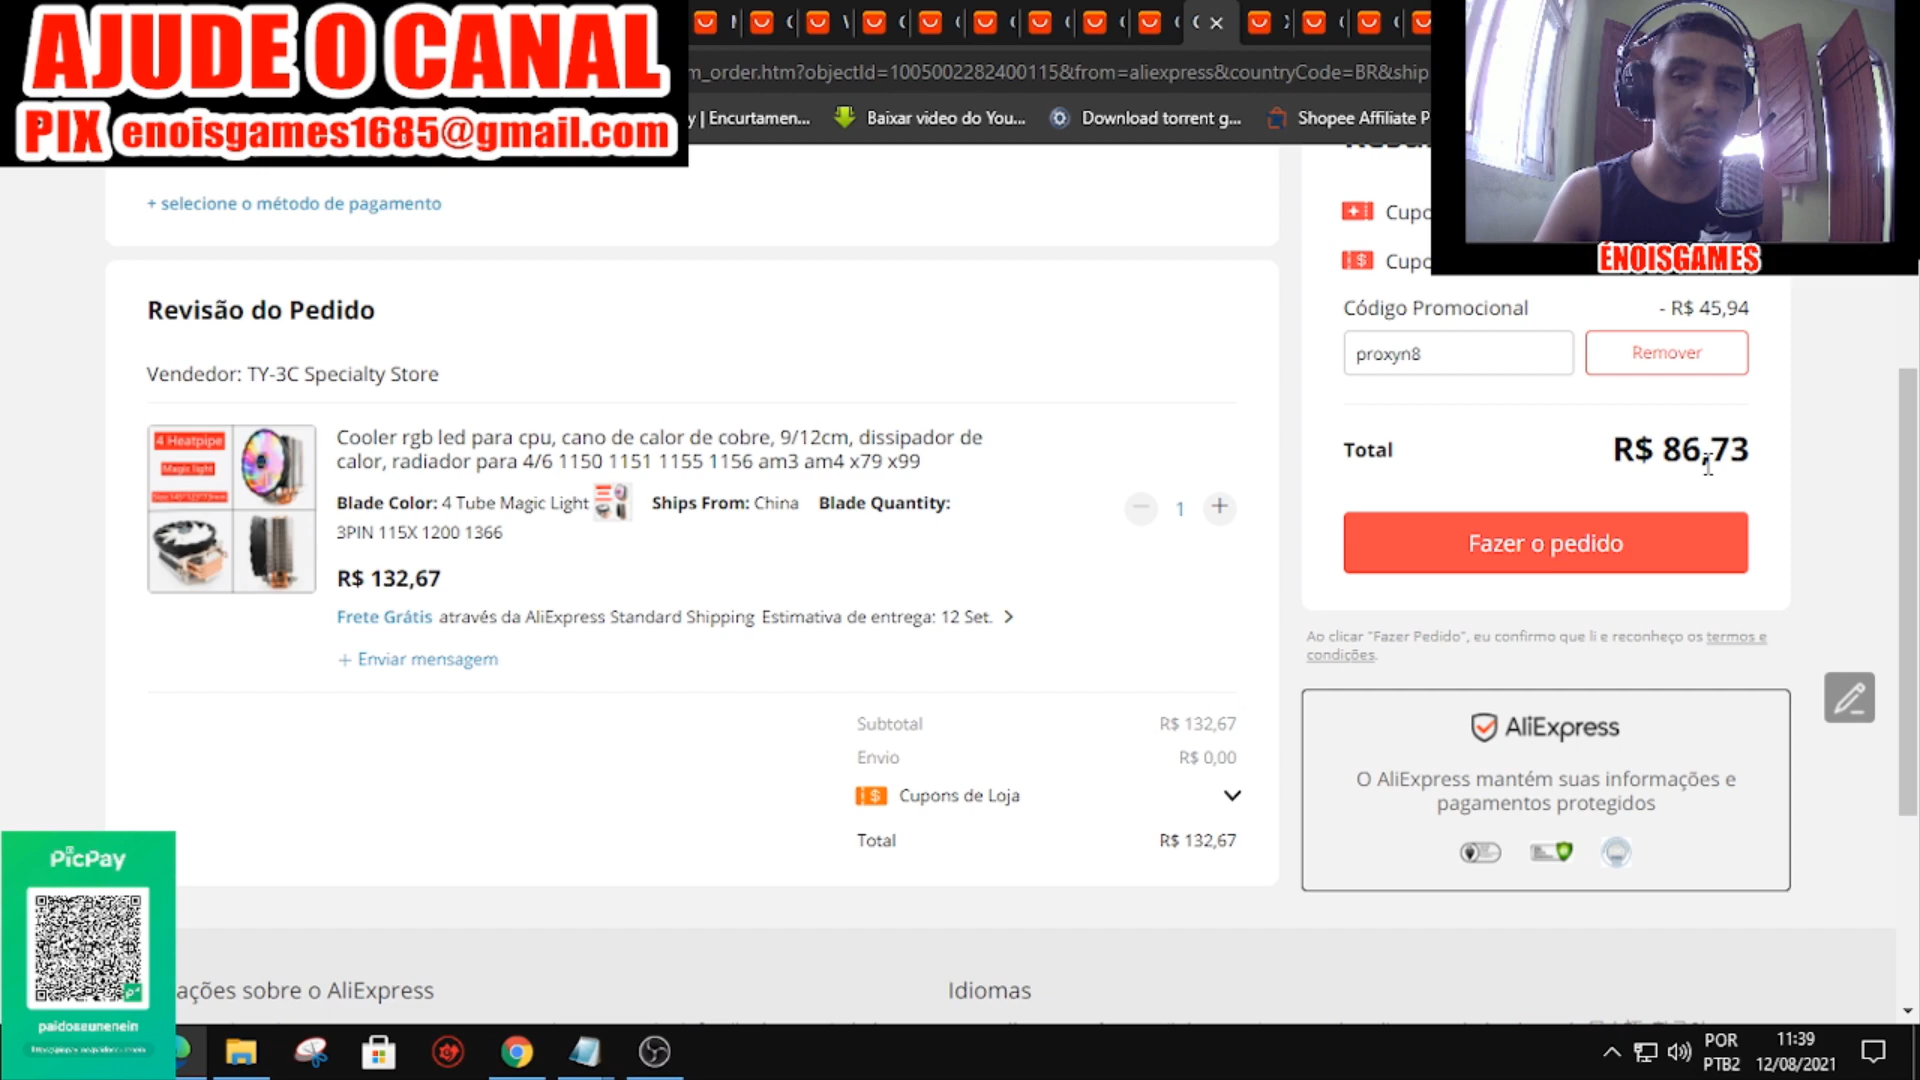 AJUDE O CANAL
PIX enoisgames1685@gmail.com
m_order.htm?objectId=1005002282400115&from=aliexpress&countryCode=BR&ship
y | Encurtamen...
Baixar video do You...
Download torrent g...
Shopee Affiliate P
ÉNOISGAMES
+ selecione o método de pagamento
Revisão do Pedido
Vendedor: TY-3C Specialty Store
4 Heatpipe
Magic light
Cooler rgb led para cpu, cano de calor de cobre, 9/12cm, dissipador de
calor, radiador para 4/6 1150 1151 1155 1156 am3 am4 x79 x99
Blade Color: 4 Tube Magic Light Ships From: China Blade Quantity:
3PIN 115X 1200 1366
1
R$ 132,67
Frete Grátis através da AliExpress Standard Shipping Estimativa de entrega: 12 Set.
+ Enviar mensagem
Subtotal R$ 132,67
Envio R$ 0,00
Cupons de Loja
Total R$ 132,67
Cupo
Cupo
Código Promocional - R$ 45,94
proxyn8 Remover
Total R$ 86,73
Fazer o pedido
Ao clicar "Fazer Pedido", eu confirmo que li e reconheço os termos e
condições.
AliExpress
O AliExpress mantém suas informações e
pagamentos protegidos
PicPay
paidoseunenein
ações sobre o AliExpress
Idiomas
POR
PTB2
11:39
12/08/2021